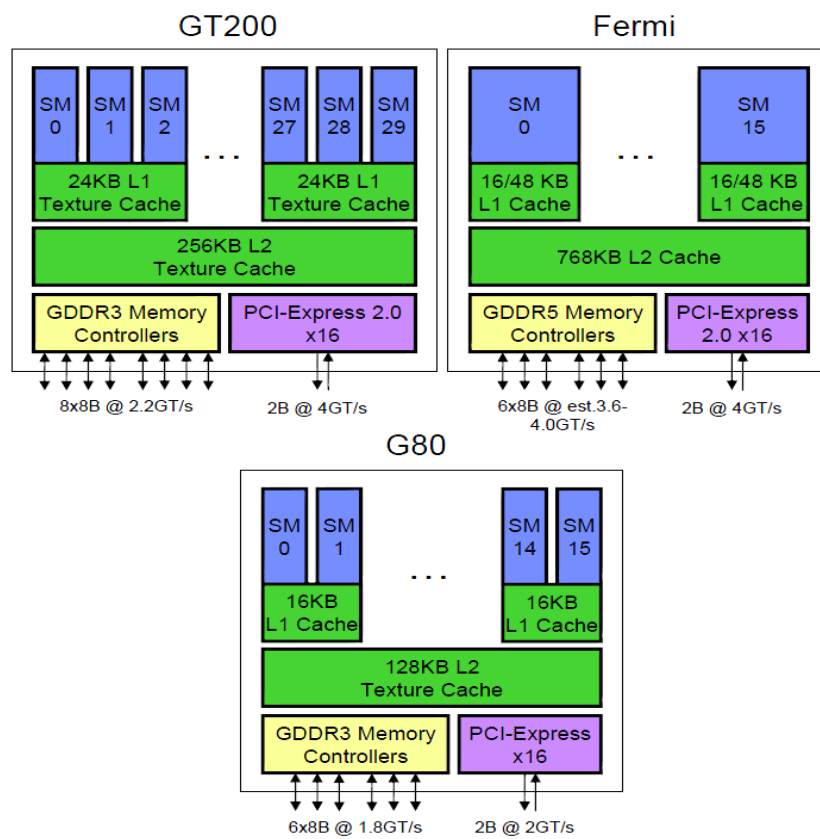 GT200
SM
0
SM
1
SM
2
. . .
SM
27
SM
28
SM
29
24KB L1
Texture Cache
24KB L1
Texture Cache
256KB L2
Texture Cache
GDDR3 Memory
Controllers
PCI-Express 2.0
x16
8x8B @ 2.2GT/s
2B @ 4GT/s
Fermi
SM
0
...
SM
15
16/48 KB
L1 Cache
16/48 KB
L1 Cache
768KB L2 Cache
GDDR5 Memory
Controllers
PCI-Express
2.0 x16
6x8B @ est.3.6-
4.0GT/s
2B @ 4GT/s
G80
SM
0
SM
1
. . .
SM
14
SM
15
16KB
L1 Cache
16KB
L1 Cache
128KB L2
Texture Cache
GDDR3 Memory
Controllers
PCI-Express
x16
6x8B @ 1.8GT/s
2B @ 2GT/s